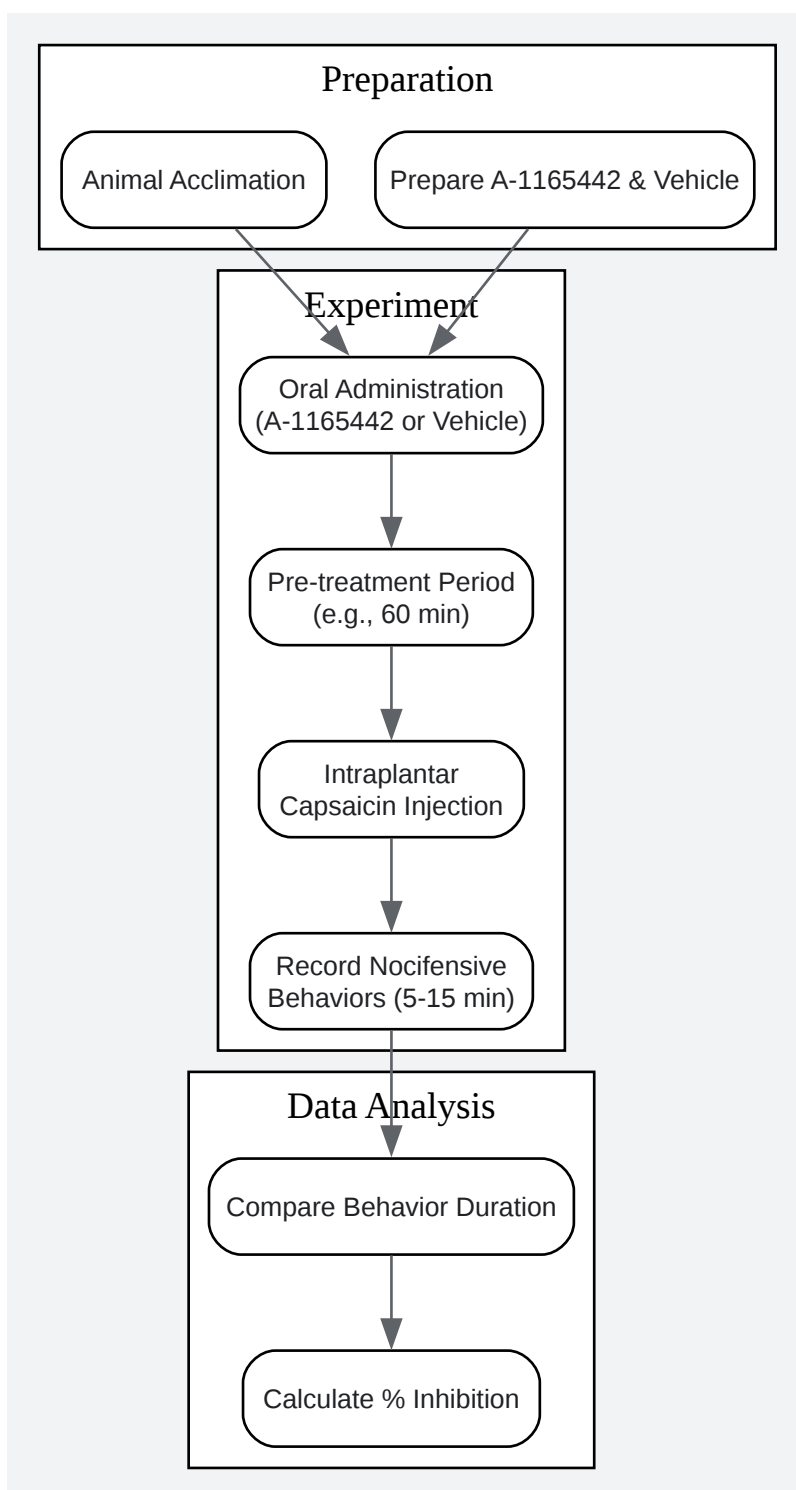 Preparation
Animal Acclimation
Prepare A-1165442 & Vehicle
Experiment
Oral Administration
(A-1165442 or Vehicle)
Pre-treatment Period
(e.g., 60 min)
Intraplantar
Capsaicin Injection
Record Nocifensive
Behaviors (5-15 min)
Data Analysis
Compare Behavior Duration
Calculate % Inhibition